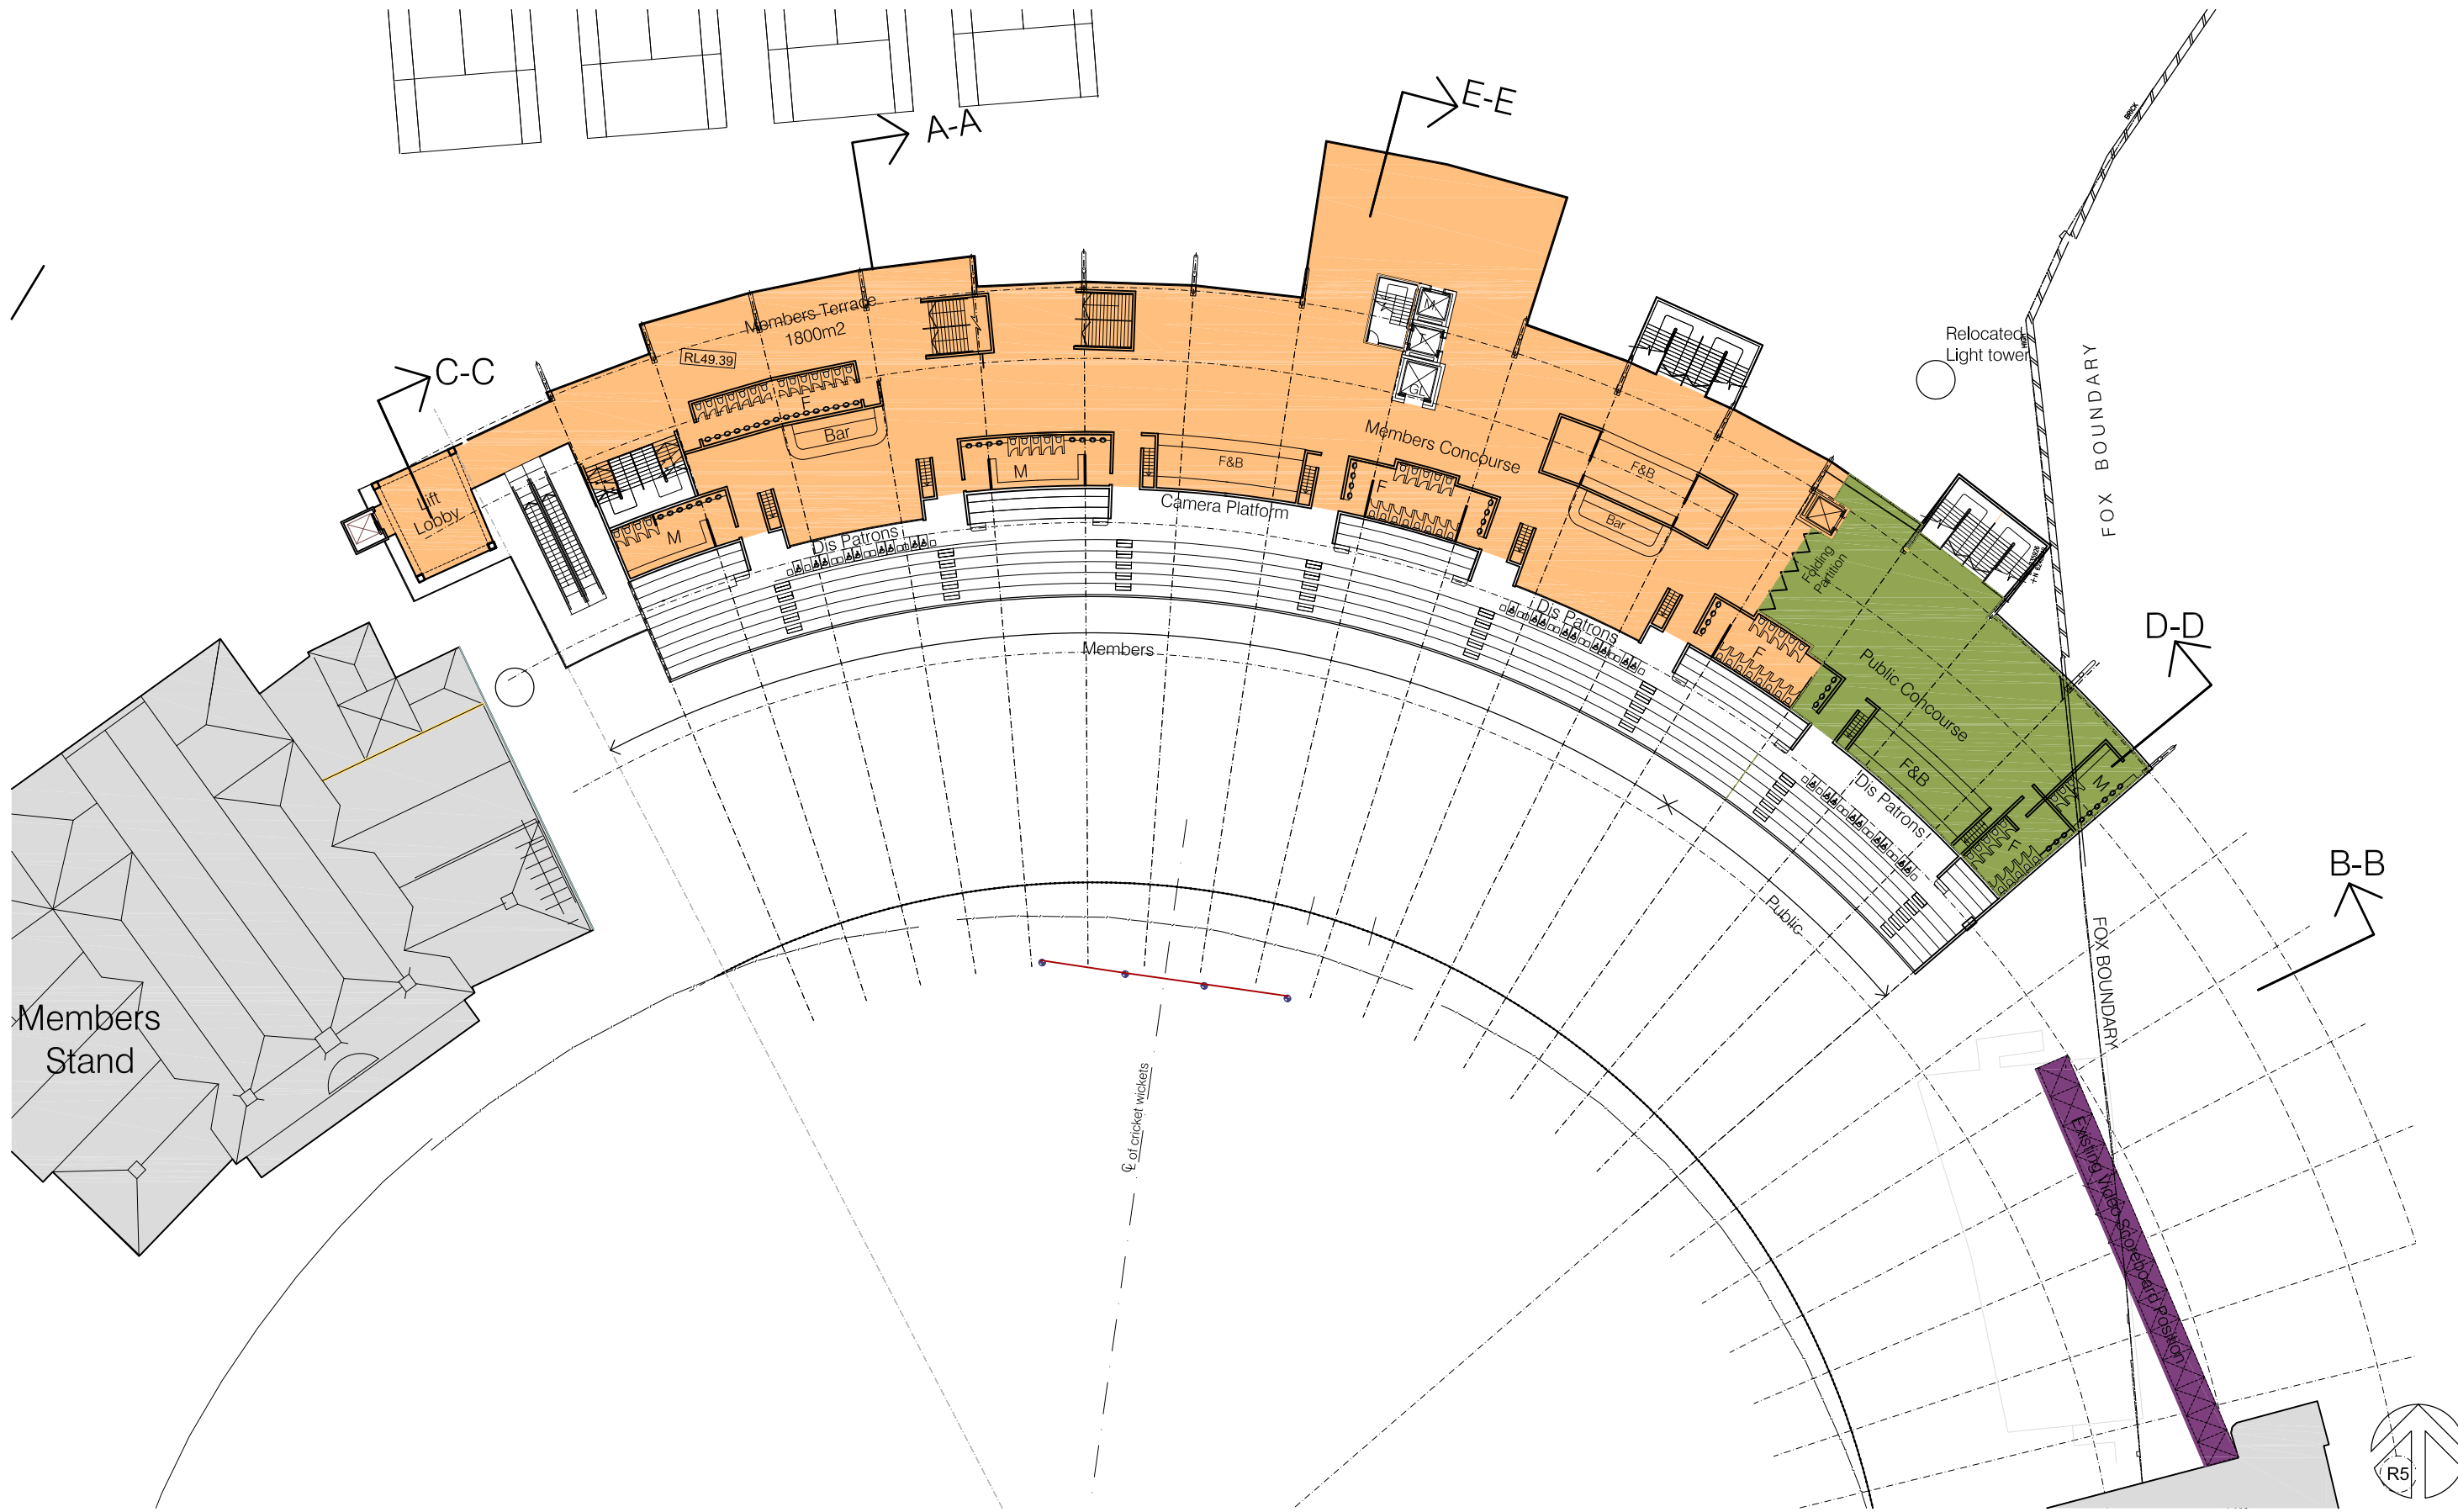 E-E
A-A
BRICK
Members Terrace
1800m2
RL49.39
C-C
Relocated
Light tower
FOX BOUNDARY
M
F
G
F
Bar
Members Concourse
F&B
M
F&B
F
Bar
Lift
Lobby
Camera Platform
M
Dis Patrons
Folding
Partition
Dis Patrons
D-D
Members
F
Public Concourse
F&B
M
Dis Patrons
F
B-B
Public
FOX BOUNDARY
Members
Stand
℄ of cricket wickets
Existing Video Scoreboard Position
R5